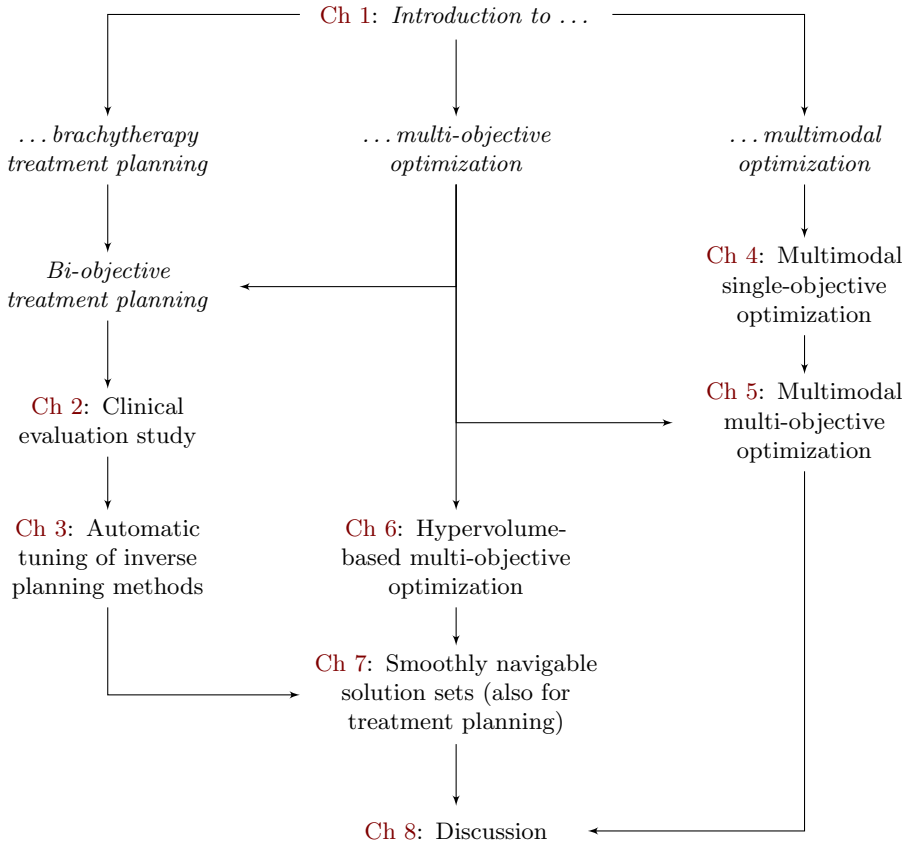 Ch 1: Introduction to ...
... brachytherapy
treatment planning
... multi-objective
optimization
... multimodal
optimization
Bi-objective
treatment planning
Ch 4: Multimodal
single-objective
optimization
Ch 2: Clinical
evaluation study
Ch 5: Multimodal
multi-objective
optimization
Ch 3: Automatic
tuning of inverse
planning methods
Ch 6: Hypervolume-
based multi-objective
optimization
Ch 7: Smoothly navigable
solution sets (also for
treatment planning)
Ch 8: Discussion